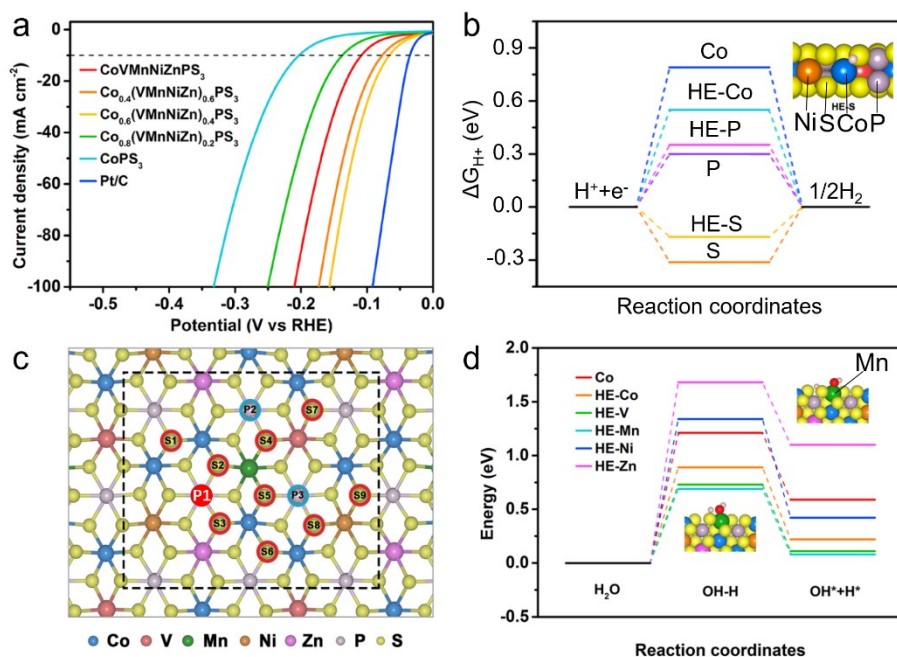 a
0
-20
-40
-60
-80
-100
Current density (mA cm⁻²)
CoVMnNiZnPS₃
Co₀.₄(VMnNiZn)₀.₆PS₃
Co₀.₆(VMnNiZn)₀.₄PS₃
Co₀.₈(VMnNiZn)₀.₂PS₃
CoPS₃
Pt/C
-0.5 -0.4 -0.3 -0.2 -0.1 0.0
Potential (V vs RHE)
b
0.9
0.6
0.3
0.0
-0.3
ΔG_H+ (eV)
Co
HE-Co
HE-P
P
H⁺+e⁻
1/2H₂
HE-S
S
HE-S
Ni S Co P
Reaction coordinates
c
P2 S7
S1 S4
S2
P1 S5 P3 S9
S3 S8
S6
Co V Mn Ni Zn P S
d
2.0
1.5
1.0
0.5
0.0
-0.5
Energy (eV)
Co
HE-Co
HE-V
HE-Mn
HE-Ni
HE-Zn
Mn
H₂O OH-H OH*+H*
Reaction coordinates